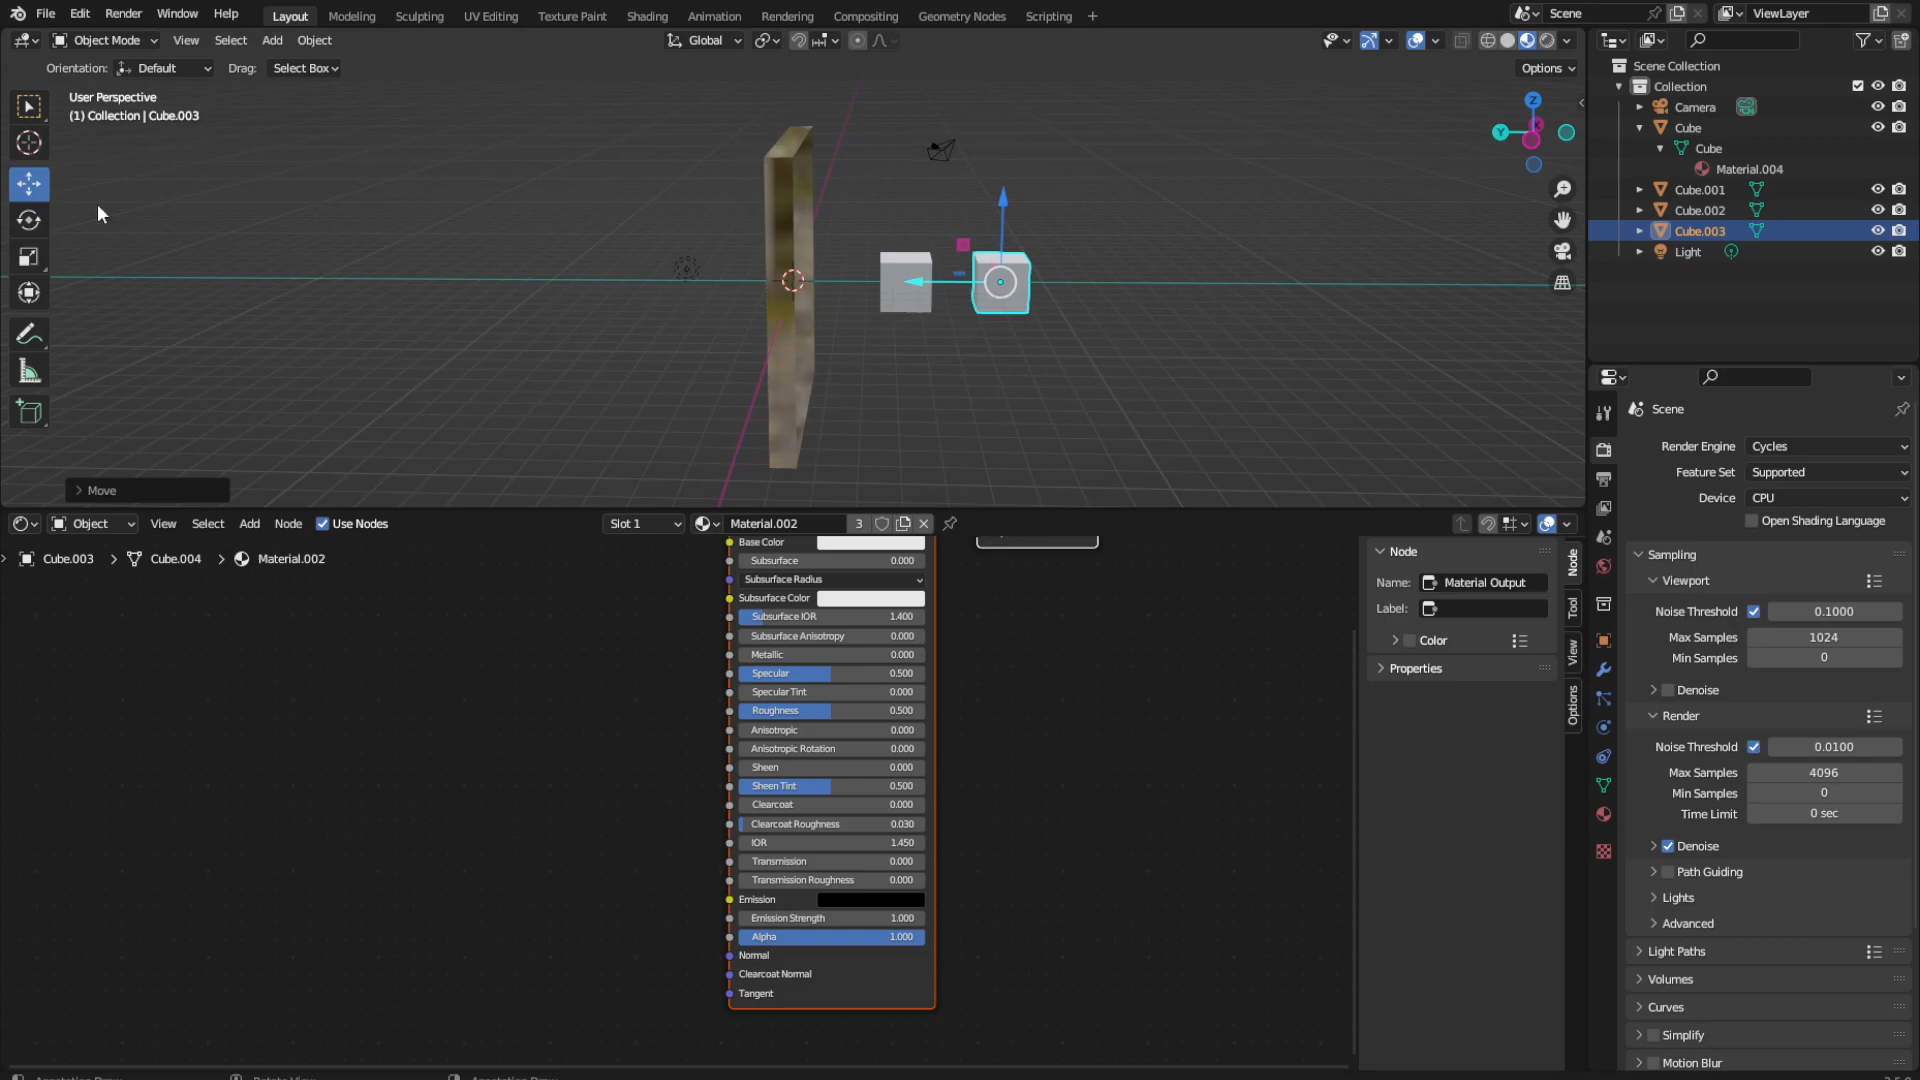 File Edit Render Window Help Layout Modeling Sculpting UV Editing Texture Paint Shading Animation Rendering Compositing Geometry Nodes Scripting + Scene ViewLayer
Object Mode View Select Add Object Global
Orientation: Default Drag: Select Box Options
User Perspective
(1) Collection | Cube.003
Z
Y
Move
Scene Collection
Collection
Camera
Cube
Cube
Material.004
Cube.001
Cube.002
Cube.003
Light
Scene
Render Engine Cycles
Feature Set Supported
Device CPU
Open Shading Language
Sampling
Viewport
Noise Threshold 0.1000
Max Samples 1024
Min Samples 0
Denoise
Render
Noise Threshold 0.0100
Max Samples 4096
Min Samples 0
Time Limit 0 sec
Denoise
Path Guiding
Lights
Advanced
Light Paths
Volumes
Curves
Simplify
Motion Blur
Object View Select Add Node Use Nodes Slot 1 Material.002 3
Cube.003 > Cube.004 > Material.002
Base Color
Subsurface 0.000
Subsurface Radius
Subsurface Color
Subsurface IOR 1.400
Subsurface Anisotropy 0.000
Metallic 0.000
Specular 0.500
Specular Tint 0.000
Roughness 0.500
Anisotropic 0.000
Anisotropic Rotation 0.000
Sheen 0.000
Sheen Tint 0.500
Clearcoat 0.000
Clearcoat Roughness 0.030
IOR 1.450
Transmission 0.000
Transmission Roughness 0.000
Emission
Emission Strength 1.000
Alpha 1.000
Normal
Clearcoat Normal
Tangent
Node
Name: Material Output
Label:
Color
Properties
Node
Tool
View
Options